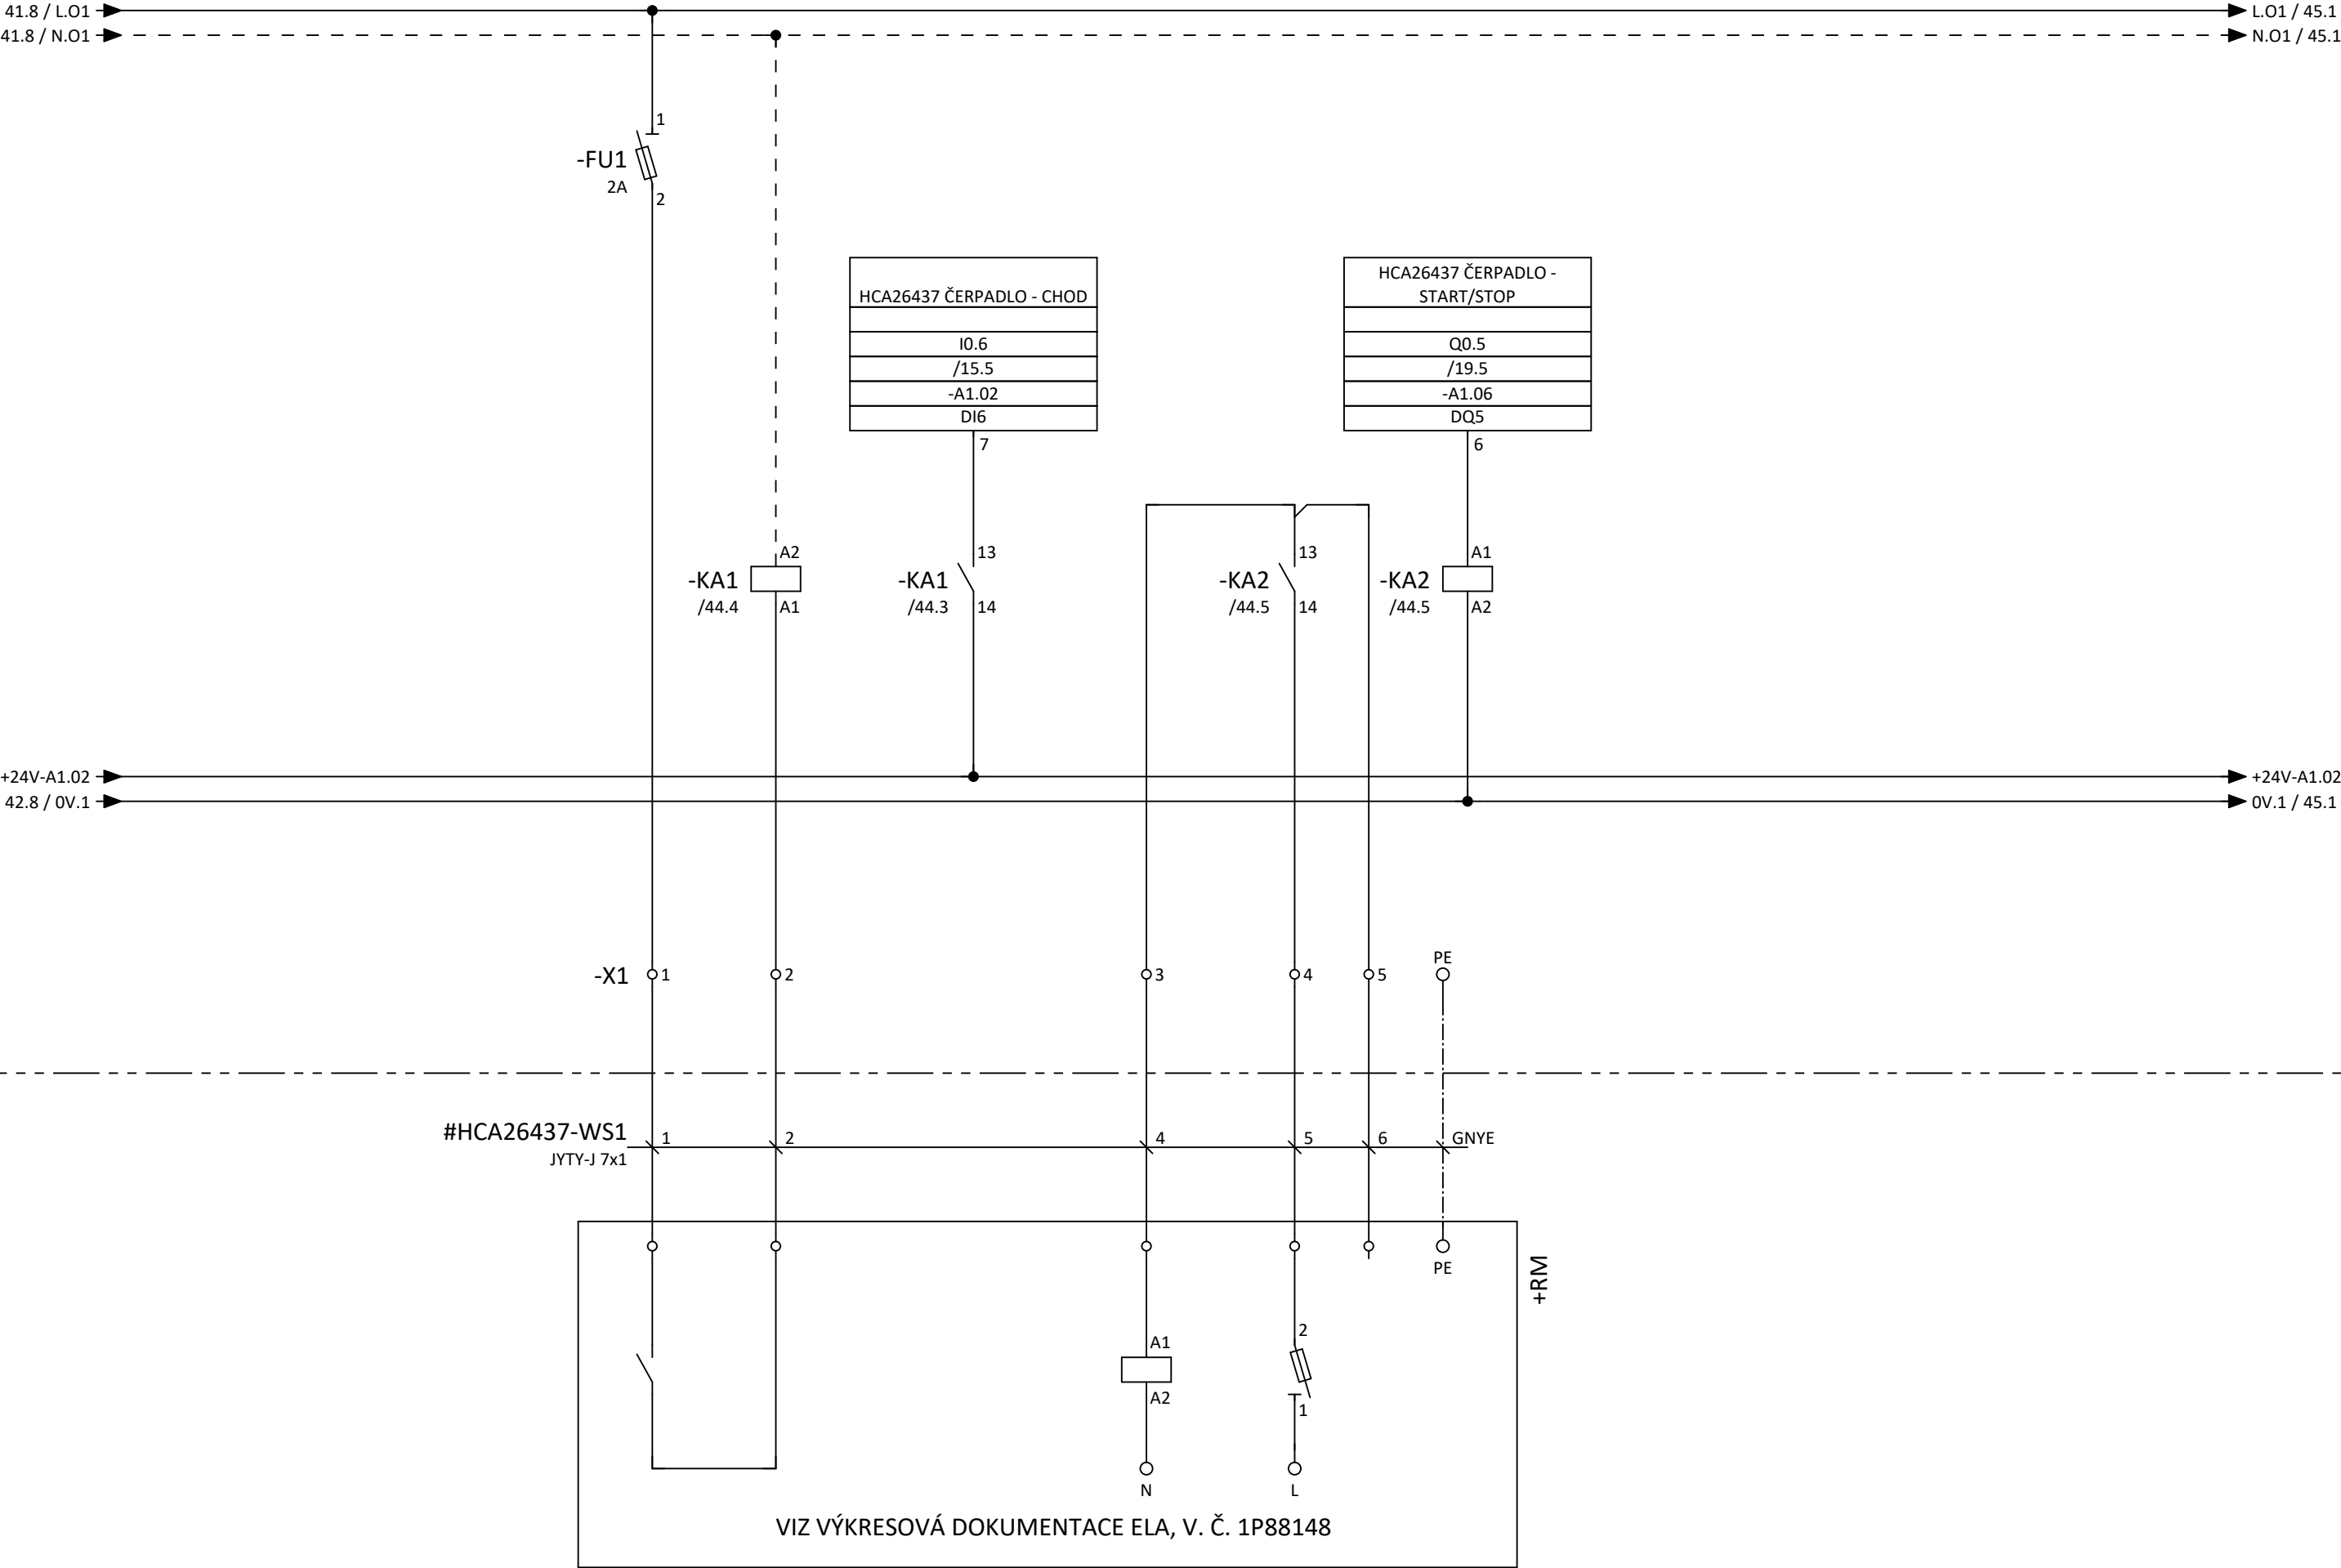 41.8 / L.O1
L.O1 / 45.1
41.8 / N.O1
N.O1 / 45.1
1
-FU1
2A
2
HCA26437 ČERPADLO - CHOD
I0.6
/15.5
-A1.02
DI6
7
HCA26437 ČERPADLO -
START/STOP
Q0.5
/19.5
-A1.06
DQ5
6
A2
-KA1
/44.4
A1
13
-KA1
/44.3
14
13
-KA2
/44.5
14
A1
-KA2
/44.5
A2
+24V-A1.02
+24V-A1.02
42.8 / 0V.1
0V.1 / 45.1
-X1
1
2
3
4
5
PE
#HCA26437-WS1
JYTY-J 7x1
1
2
4
5
6
GNYE
PE
+RM
A1
A2
N
2
1
L
VIZ VÝKRESOVÁ DOKUMENTACE ELA, V. Č. 1P88148